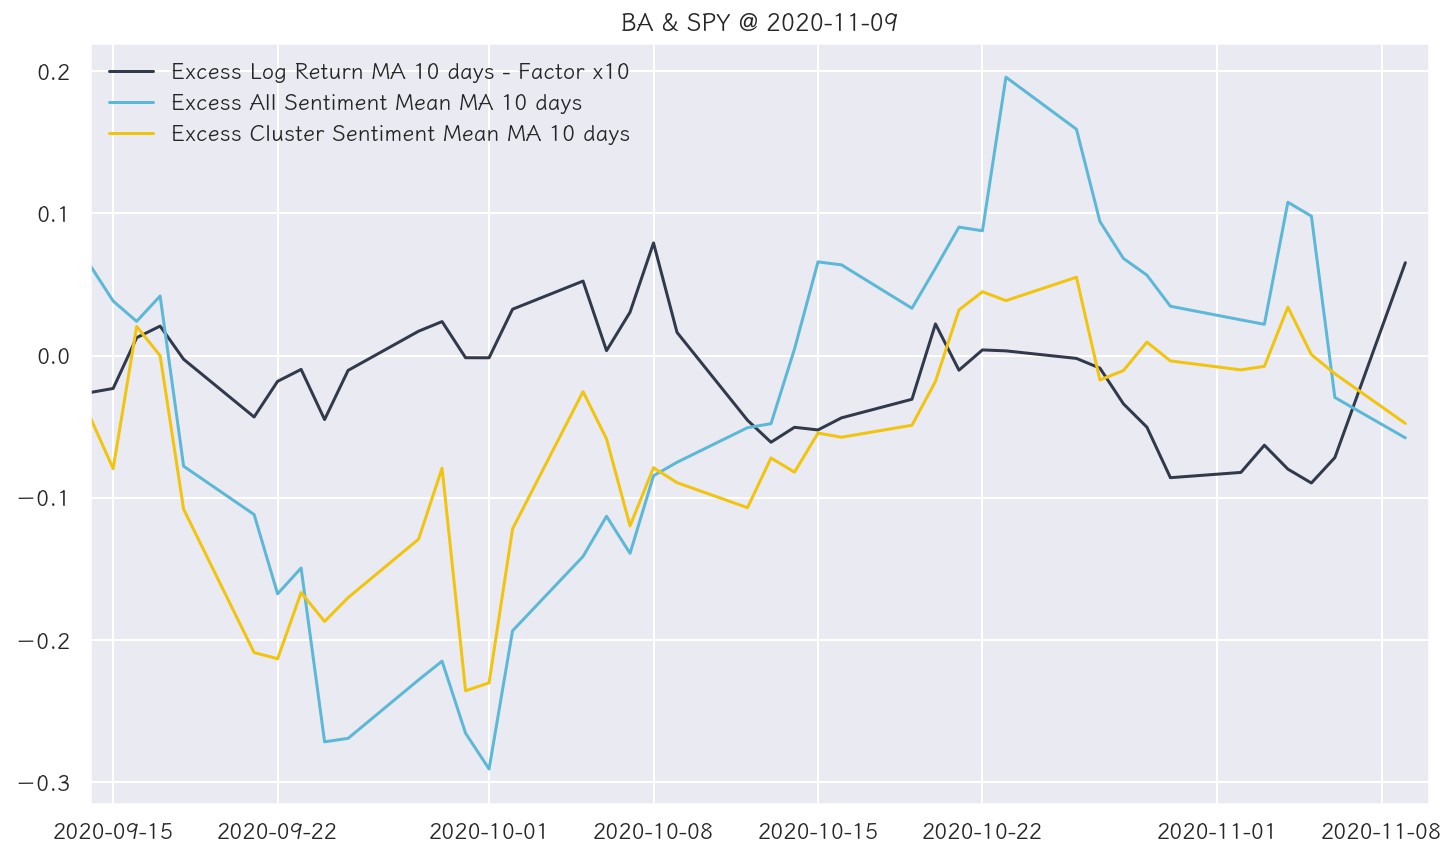 BA & SPY @ 2020-11-09
Excess Log Return MA 10 days - Factor x10
Excess All Sentiment Mean MA 10 days
Excess Cluster Sentiment Mean MA 10 days
0.2
0.1
0.0
−0.1
−0.2
−0.3
2020-09-15 2020-09-22 2020-10-01 2020-10-08 2020-10-15 2020-10-22 2020-11-01 2020-11-08